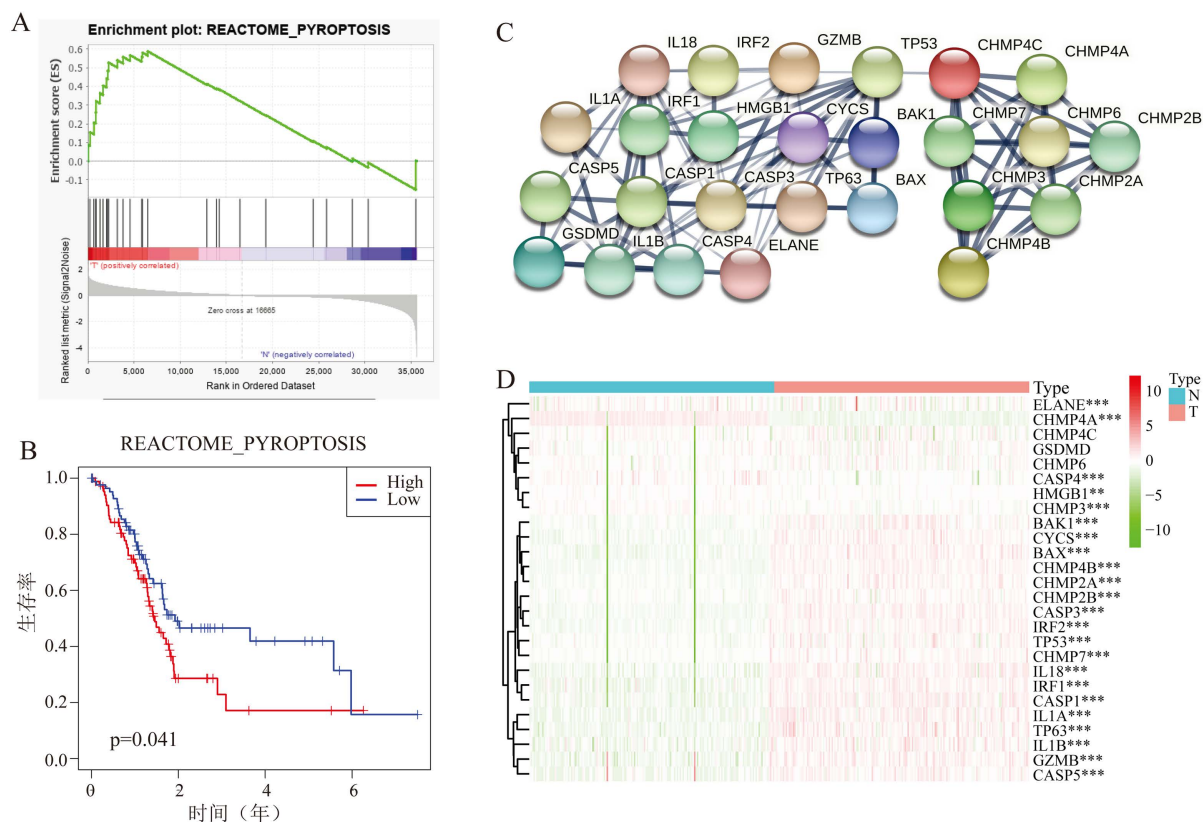 A
Enrichment plot: REACTOME_PYROPTOSIS
Enrichment score (ES)
0.6
0.5
0.4
0.3
0.2
0.1
0.0
-0.1
'T' (positively correlated)
Ranked list metric (Signal2Noise)
2
0
-2
-4
Zero cross at 16665
'N' (negatively correlated)
0 5,000 10,000 15,000 20,000 25,000 30,000 35,000
Rank in Ordered Dataset
B
REACTOME_PYROPTOSIS
High
Low
生存率
1.0
0.8
0.6
0.4
0.2
0.0
p=0.041
0 2 4 6
时间（年）
C
IL18 IRF2 GZMB TP53 CHMP4C CHMP4A
IL1A IRF1 HMGB1 CYCS BAK1 CHMP7 CHMP6 CHMP2B
CASP5 CASP1 CASP3 TP63 BAX CHMP3 CHMP2A
GSDMD IL1B CASP4 ELANE CHMP4B
D
Type
ELANE***
CHMP4A***
CHMP4C
GSDMD
CHMP6
CASP4***
HMGB1**
CHMP3***
BAK1***
CYCS***
BAX***
CHMP4B***
CHMP2A***
CHMP2B***
CASP3***
IRF2***
TP53***
CHMP7***
IL18***
IRF1***
CASP1***
IL1A***
TP63***
IL1B***
GZMB***
CASP5***
10
5
0
−5
−10
Type
N
T